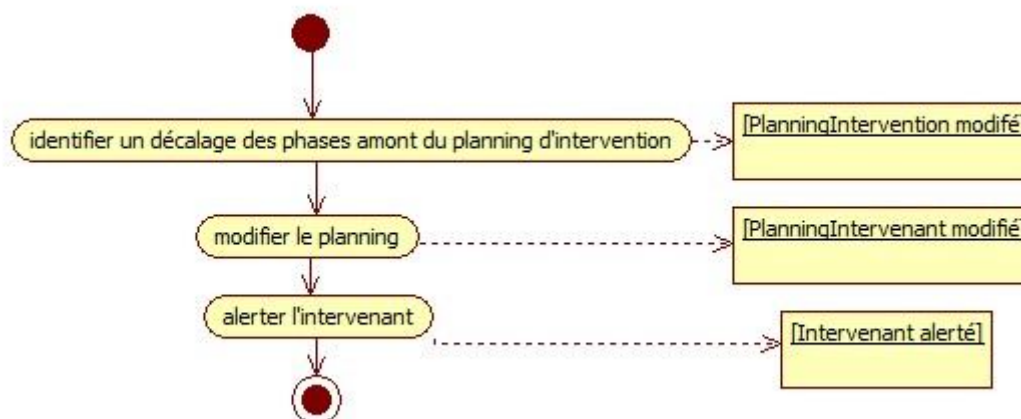 identifier un décalage des phases amont du planning d'intervention
[PlanningIntervention modifé]
modifier le planning
[PlanningIntervenant modifié]
alerter l'intervenant
[Intervenant alerté]